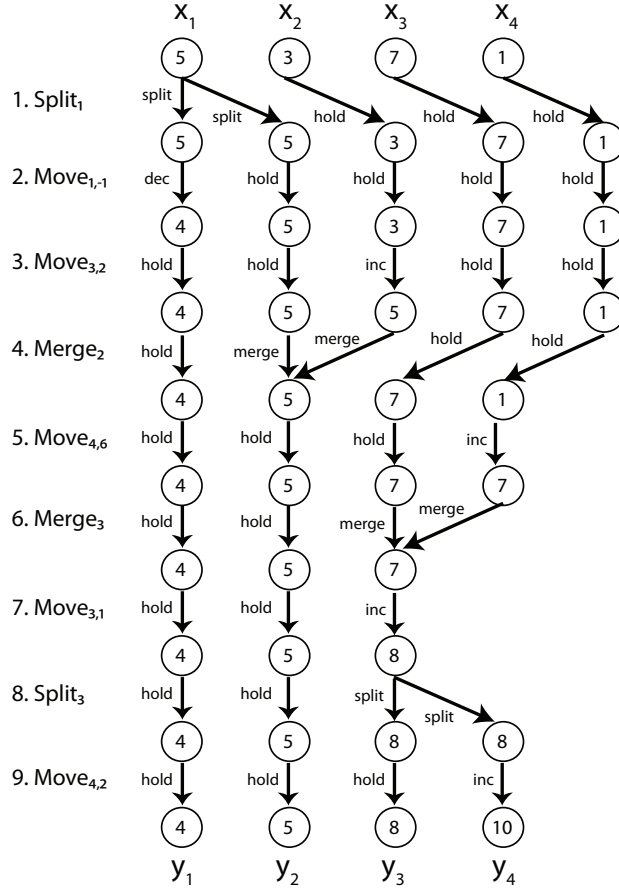 x₁ x₂ x₃ x₄
5 3 7 1
1. Split₁ split split hold hold hold
5 5 3 7 1
2. Move₁,₋₁ dec hold hold hold hold
4 5 3 7 1
3. Move₃,₂ hold hold inc hold hold
4 5 5 7 1
4. Merge₂ hold merge merge hold hold
4 5 7 1
5. Move₄,₆ hold hold hold inc
4 5 7 7
6. Merge₃ hold hold merge merge
4 5 7
7. Move₃,₁ hold hold inc
4 5 8
8. Split₃ hold hold split split
4 5 8 8
9. Move₄,₂ hold hold hold inc
4 5 8 10
y₁ y₂ y₃ y₄